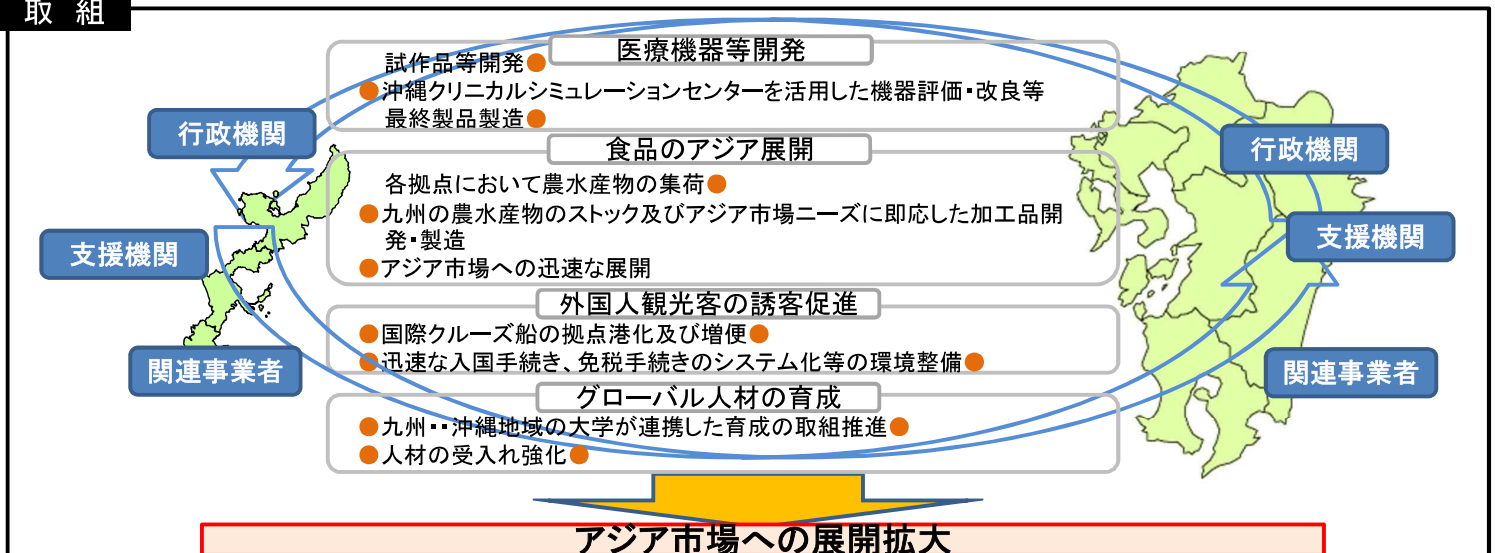 取 組
医療機器等開発
試作品等開発●
●沖縄クリニカルシミュレーションセンターを活用した機器評価・改良等
最終製品製造●
食品のアジア展開
各拠点において農水産物の集荷●
●九州の農水産物のストック及びアジア市場ニーズに即応した加工品開
発・製造
●アジア市場への迅速な展開
外国人観光客の誘客促進
●国際クルーズ船の拠点港化及び増便●
●迅速な入国手続き、免税手続きのシステム化等の環境整備●
グローバル人材の育成
●九州・・沖縄地域の大学が連携した育成の取組推進●
●人材の受入れ強化●
行政機関
支援機関
関連事業者
行政機関
支援機関
関連事業者
アジア市場への展開拡大